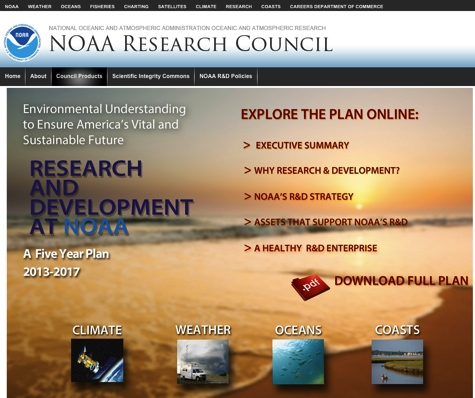 NOAA WEATHER OCEANS FISHERIES CHARTING SATELLITES CLIMATE RESEARCH COASTS CAREERS DEPARTMENT OF COMMERCE
NOAA
NATIONAL OCEANIC AND ATMOSPHERIC ADMINISTRATION OCEANIC AND ATMOSPHERIC RESEARCH
NOAA RESEARCH COUNCIL
Home About Council Products Scientific Integrity Commons NOAA R&D Policies
Environmental Understanding
to Ensure America's Vital and
Sustainable Future
RESEARCH
AND
DEVELOPMENT
AT NOAA
A Five Year Plan
2013-2017
EXPLORE THE PLAN ONLINE:
> EXECUTIVE SUMMARY
> WHY RESEARCH & DEVELOPMENT?
> NOAA'S R&D STRATEGY
> ASSETS THAT SUPPORT NOAA'S R&D
> A HEALTHY R&D ENTERPRISE
.pdf DOWNLOAD FULL PLAN
CLIMATE WEATHER OCEANS COASTS